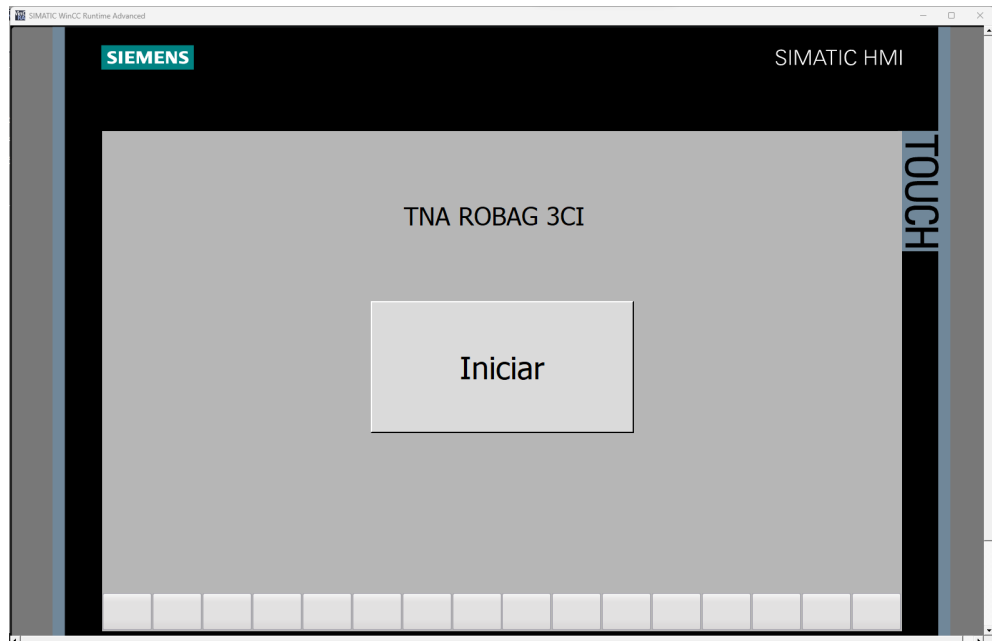 SIMATIC WinCC Runtime Advanced
SIEMENS
SIMATIC HMI
TOUCH
TNA ROBAG 3CI
Iniciar